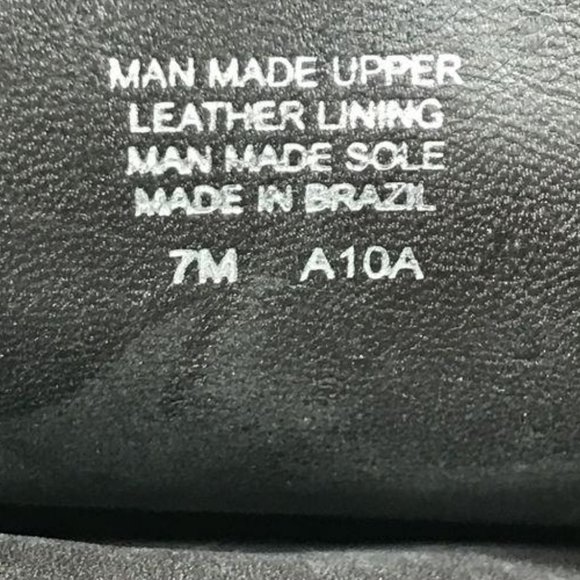 MAN MADE UPPER
LEATHER LINING
MAN MADE SOLE
MADE IN BRAZIL
7M A10A